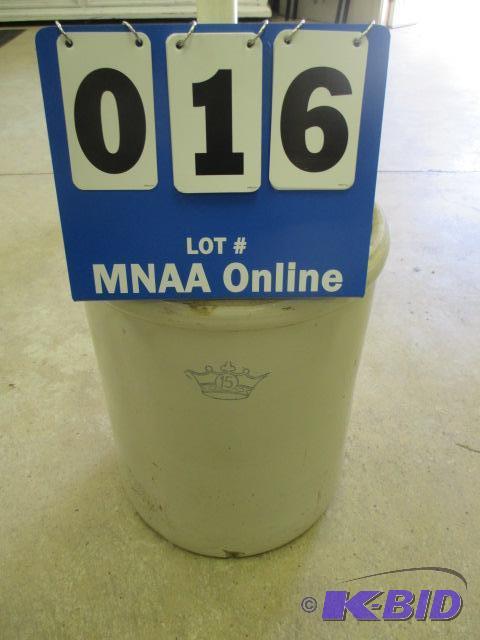 016
LOT #
MNAA Online
15
© K-BID